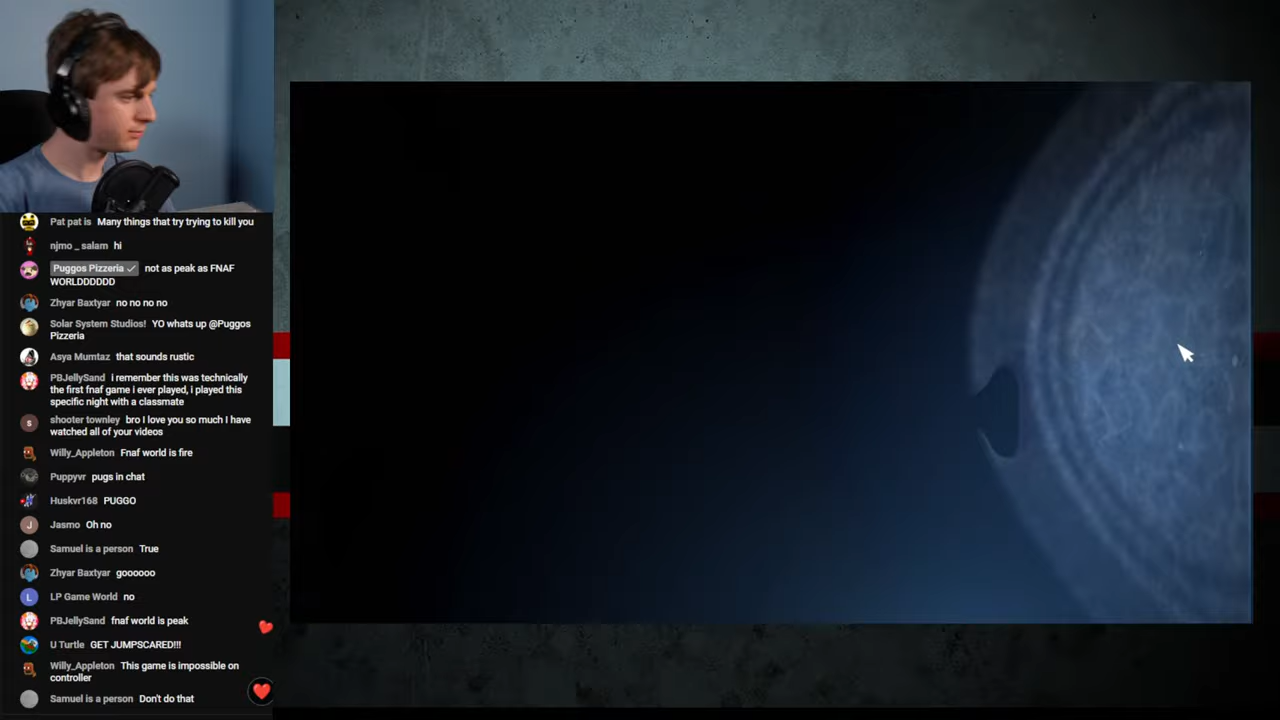 Pat pat is Many things that try trying to kill you
njmo _ salam hi
Puggos Pizzeria not as peak as FNAF
WORLDDDDDD
Zhyar Baxtyar no no no no
Solar System Studios! YO whats up @Puggos
Pizzeria
Asya Mumtaz that sounds rustic
PBJellySand i remember this was technically
the first fnaf game i ever played, i played this
specific night with a classmate
s shooter townley bro I love you so much I have
watched all of your videos
Willy_Appleton Fnaf world is fire
Puppyvr pugs in chat
Huskvr168 PUGGO
J Jasmo Oh no
Samuel is a person True
Zhyar Baxtyar goooooo
L LP Game World no
PBJellySand fnaf world is peak
U Turtle GET JUMPSCARED!!!
Willy_Appleton This game is impossible on
controller
Samuel is a person Don't do that